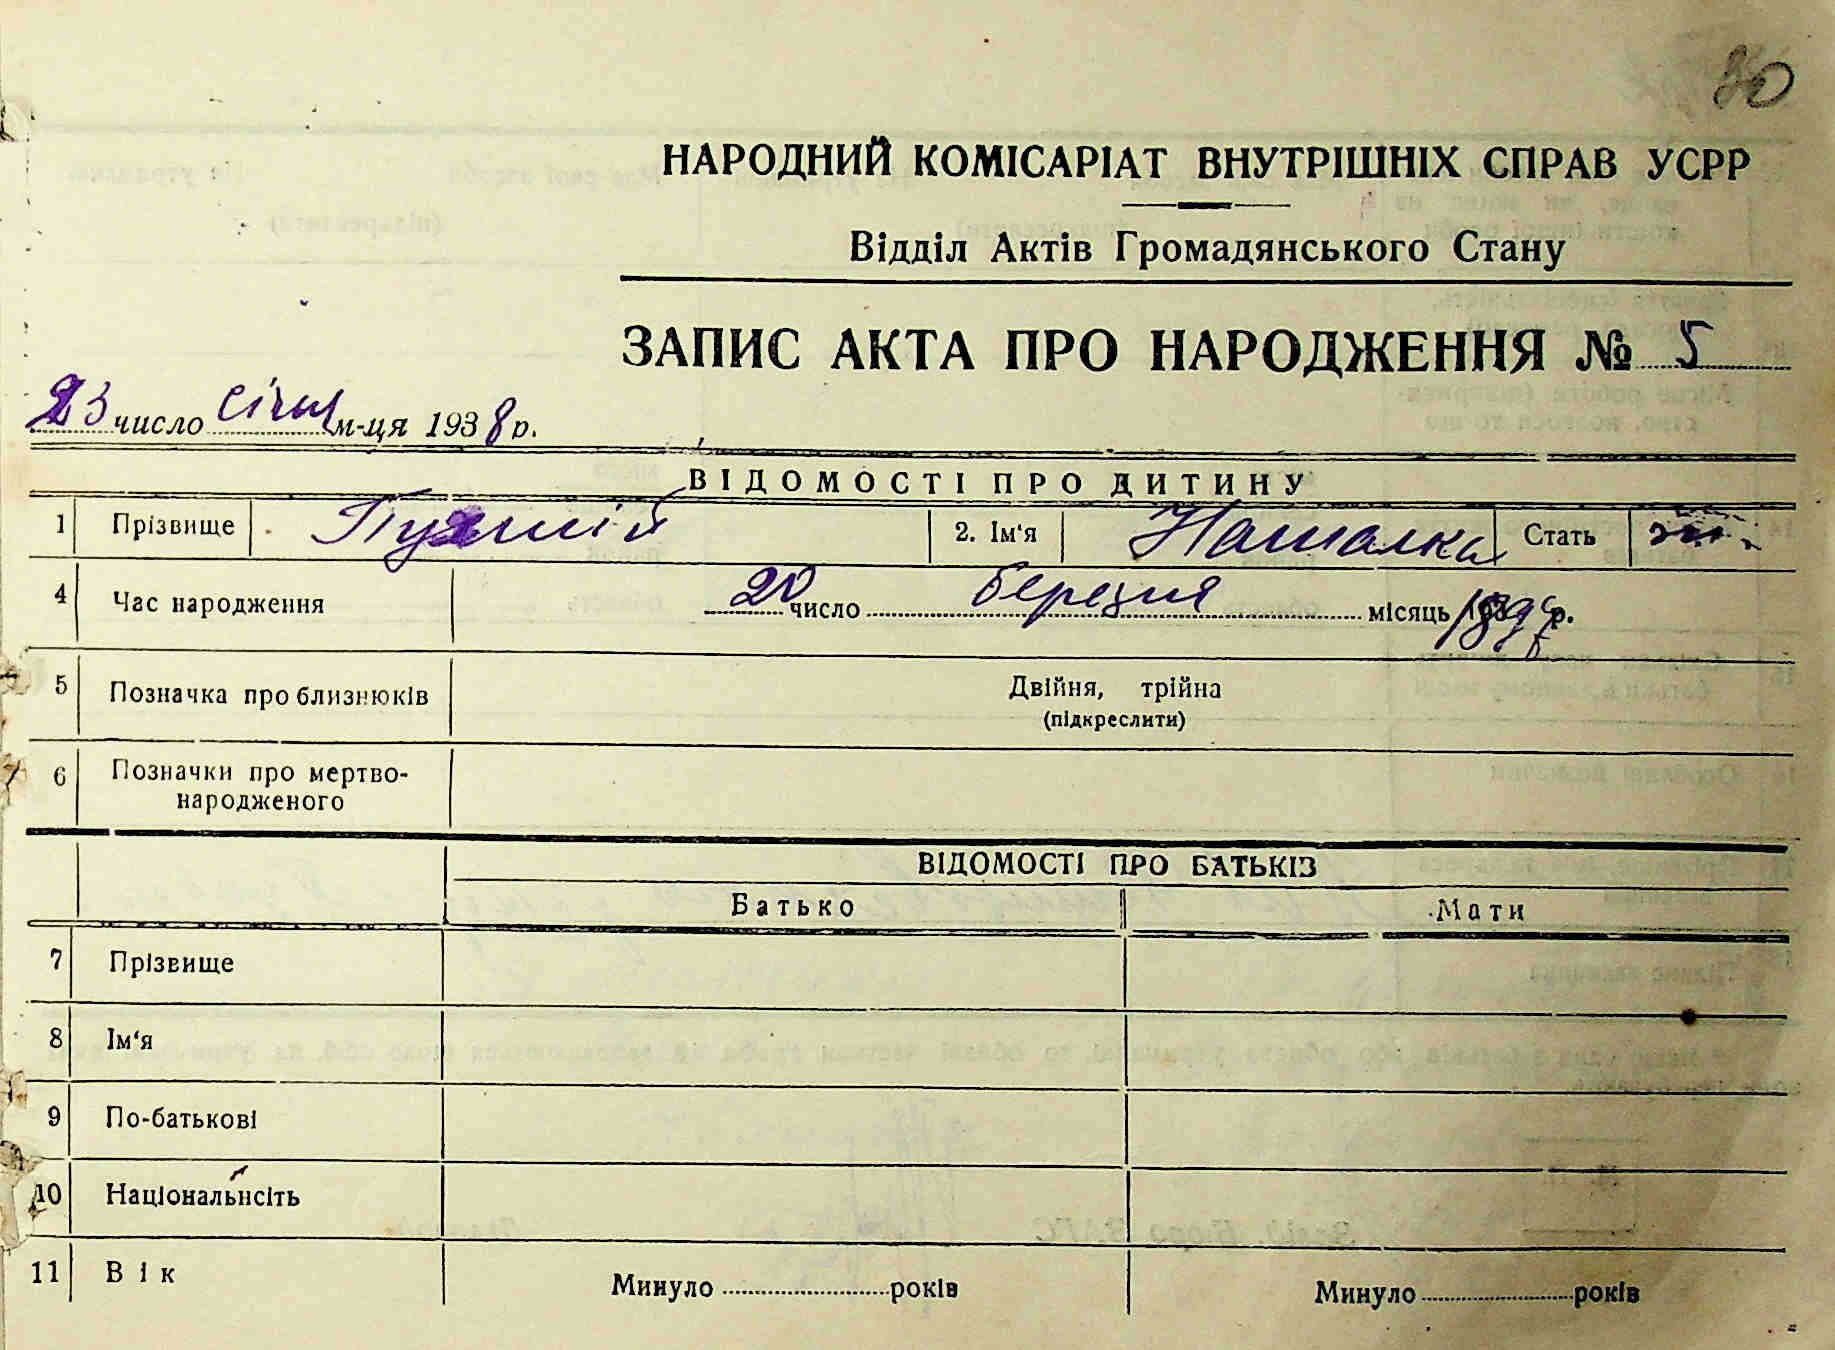 80
НАРОДНИЙ КОМІСАРІАТ ВНУТРІШНІХ СПРАВ УСРР
Відділ Актів Громадянського Стану
ЗАПИС АКТА ПРО НАРОДЖЕННЯ № 5
23 число січня м-ця 1938 р.
ВІДОМОСТІ ПРО ДИТИНУ
1 Прізвище 2. Ім'я Наталка Стать жін.
4 Час народження 20 число березня місяць р.
5 Позначка про близнюків Двійня, трійна
(підкреслити)
6 Позначки про мертво-
народженого
ВІДОМОСТІ ПРО БАТЬКІЗ
Батько Мати
7 Прізвище
8 Ім'я
9 По-батькові
10 Національнсіть
11 Вік Минуло років Минуло років